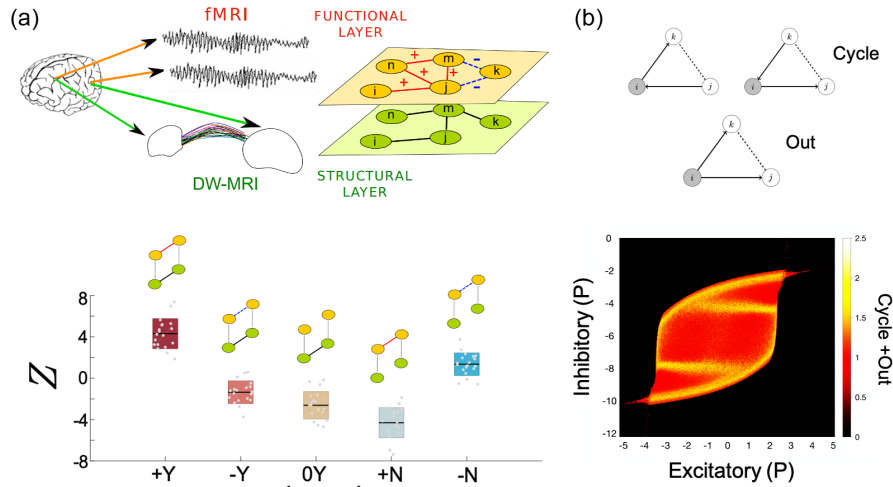 (a)
fMRI
FUNCTIONAL
LAYER
n
m
k
i
j
+
+
+
+
-
-
n
m
k
i
j
DW-MRI
STRUCTURAL
LAYER
Z
8
4
0
-4
-8
+Y
-Y
0Y
+N
-N
(b)
k
i
j
k
i
j
Cycle
k
i
j
Out
Inhibitory (P)
0
-2
-4
-6
-8
-10
-12
-5
-4
-3
-2
-1
0
1
2
3
4
5
Excitatory (P)
2.5
2
1.5
1
0.5
0
Cycle +Out